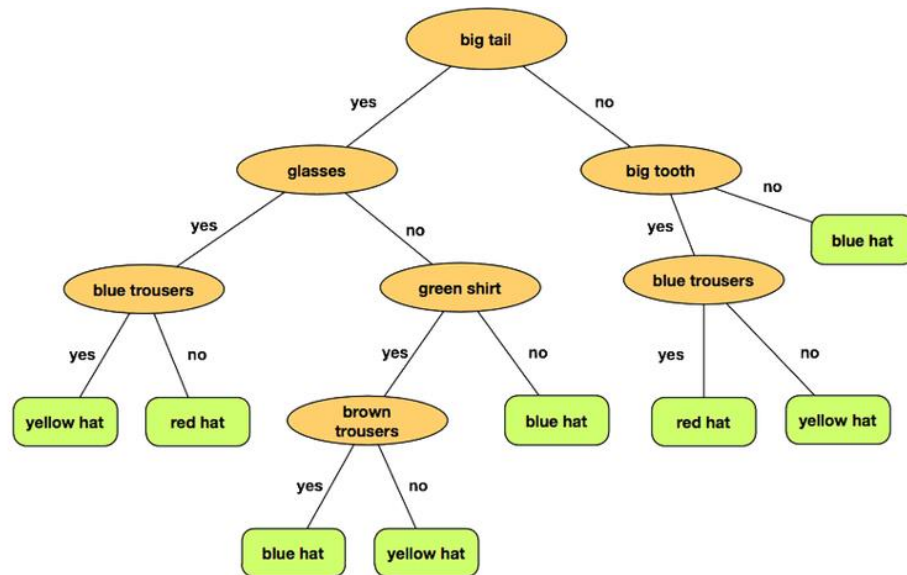 big tail
yes
no
glasses
big tooth
yes
no
yes
no
blue hat
blue trousers
green shirt
blue trousers
yes
no
yes
no
yes
no
yellow hat
red hat
brown
trousers
blue hat
red hat
yellow hat
yes
no
blue hat
yellow hat